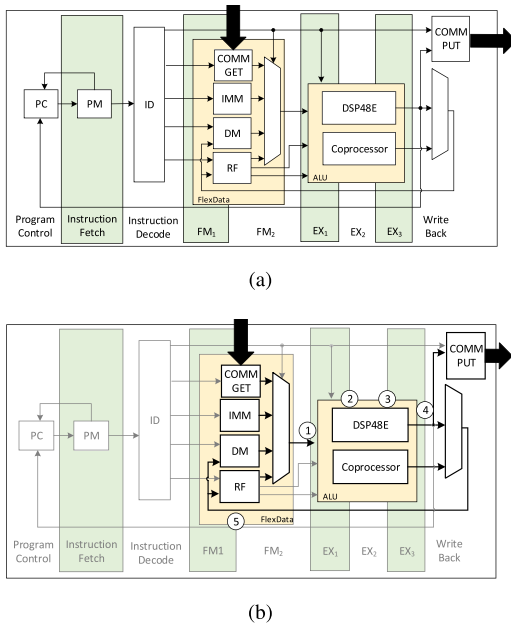 COMM
PUT
COMM
GET
PC
PM
ID
IMM
DM
RF
DSP48E
Coprocessor
ALU
FlexData
Program
Control
Instruction
Fetch
Instruction
Decode
FM1
FM2
EX1
EX2
EX3
Write
Back
(a)
COMM
PUT
COMM
GET
PC
PM
ID
IMM
DM
RF
1
2
3
4
DSP48E
Coprocessor
ALU
5
FlexData
Program
Control
Instruction
Fetch
Instruction
Decode
FM1
FM2
EX1
EX2
EX3
Write
Back
(b)